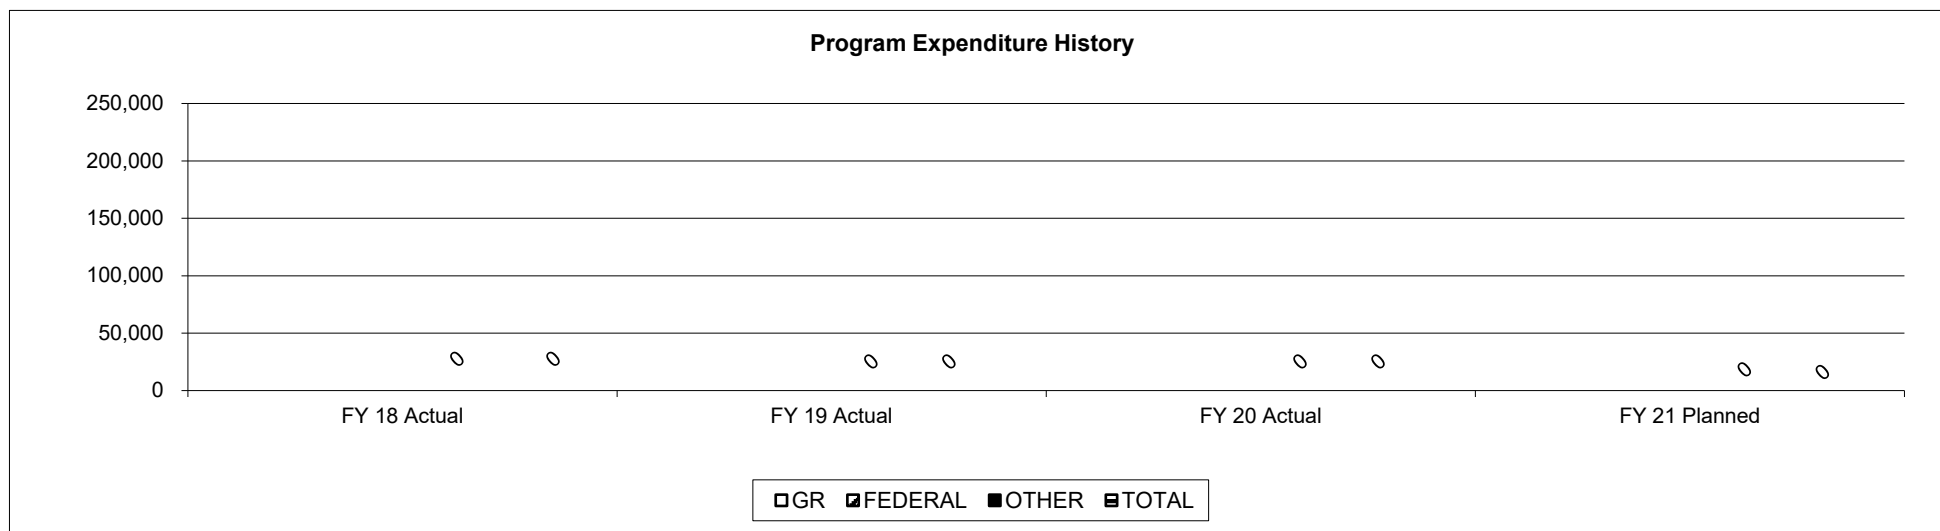 Program Expenditure History
250,000
200,000
150,000
100,000
50,000
0
0 0 0 0 0 0 0 0
FY 18 Actual FY 19 Actual FY 20 Actual FY 21 Planned
GR FEDERAL OTHER TOTAL